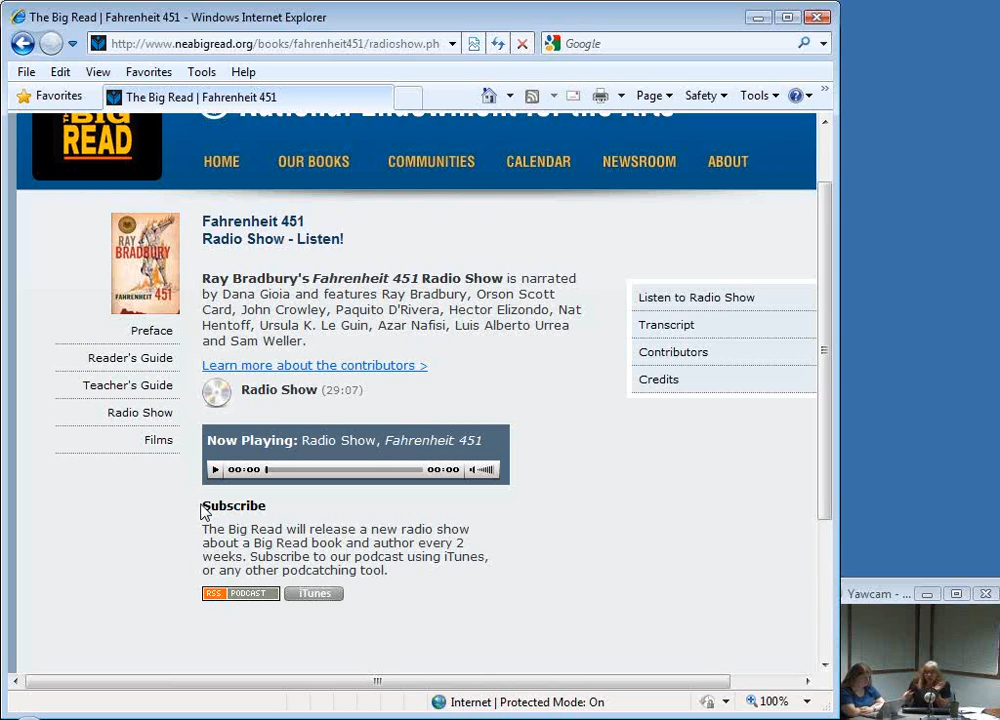 The Big Read | Fahrenheit 451 - Windows Internet Explorer
http://www.neabigread.org/books/fahrenheit451/radioshow.ph
Google
File Edit View Favorites Tools Help
Favorites
The Big Read | Fahrenheit 451
Page Safety Tools
BIG
READ
National Endowment for the Arts
HOME OUR BOOKS COMMUNITIES CALENDAR NEWSROOM ABOUT
RAY
BRADBURY
FAHRENHEIT 451
Preface
Reader's Guide
Teacher's Guide
Radio Show
Films
Fahrenheit 451
Radio Show - Listen!
Ray Bradbury's Fahrenheit 451 Radio Show is narrated
by Dana Gioia and features Ray Bradbury, Orson Scott
Card, John Crowley, Paquito D'Rivera, Hector Elizondo, Nat
Hentoff, Ursula K. Le Guin, Azar Nafisi, Luis Alberto Urrea
and Sam Weller.
Learn more about the contributors >
Radio Show (29:07)
Now Playing: Radio Show, Fahrenheit 451
00:00 00:00
Subscribe
The Big Read will release a new radio show
about a Big Read book and author every 2
weeks. Subscribe to our podcast using iTunes,
or any other podcatching tool.
RSS PODCAST iTunes
Listen to Radio Show
Transcript
Contributors
Credits
Yawcam - ...
Internet | Protected Mode: On
100%